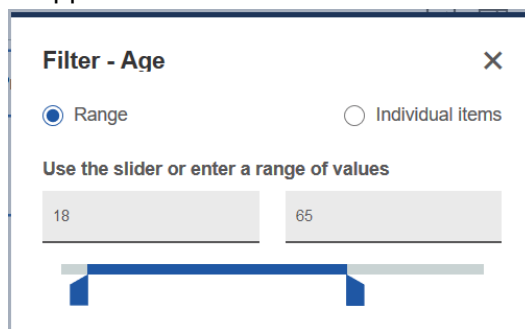 Filter - Age
Range Individual items
Use the slider or enter a range of values
18 65